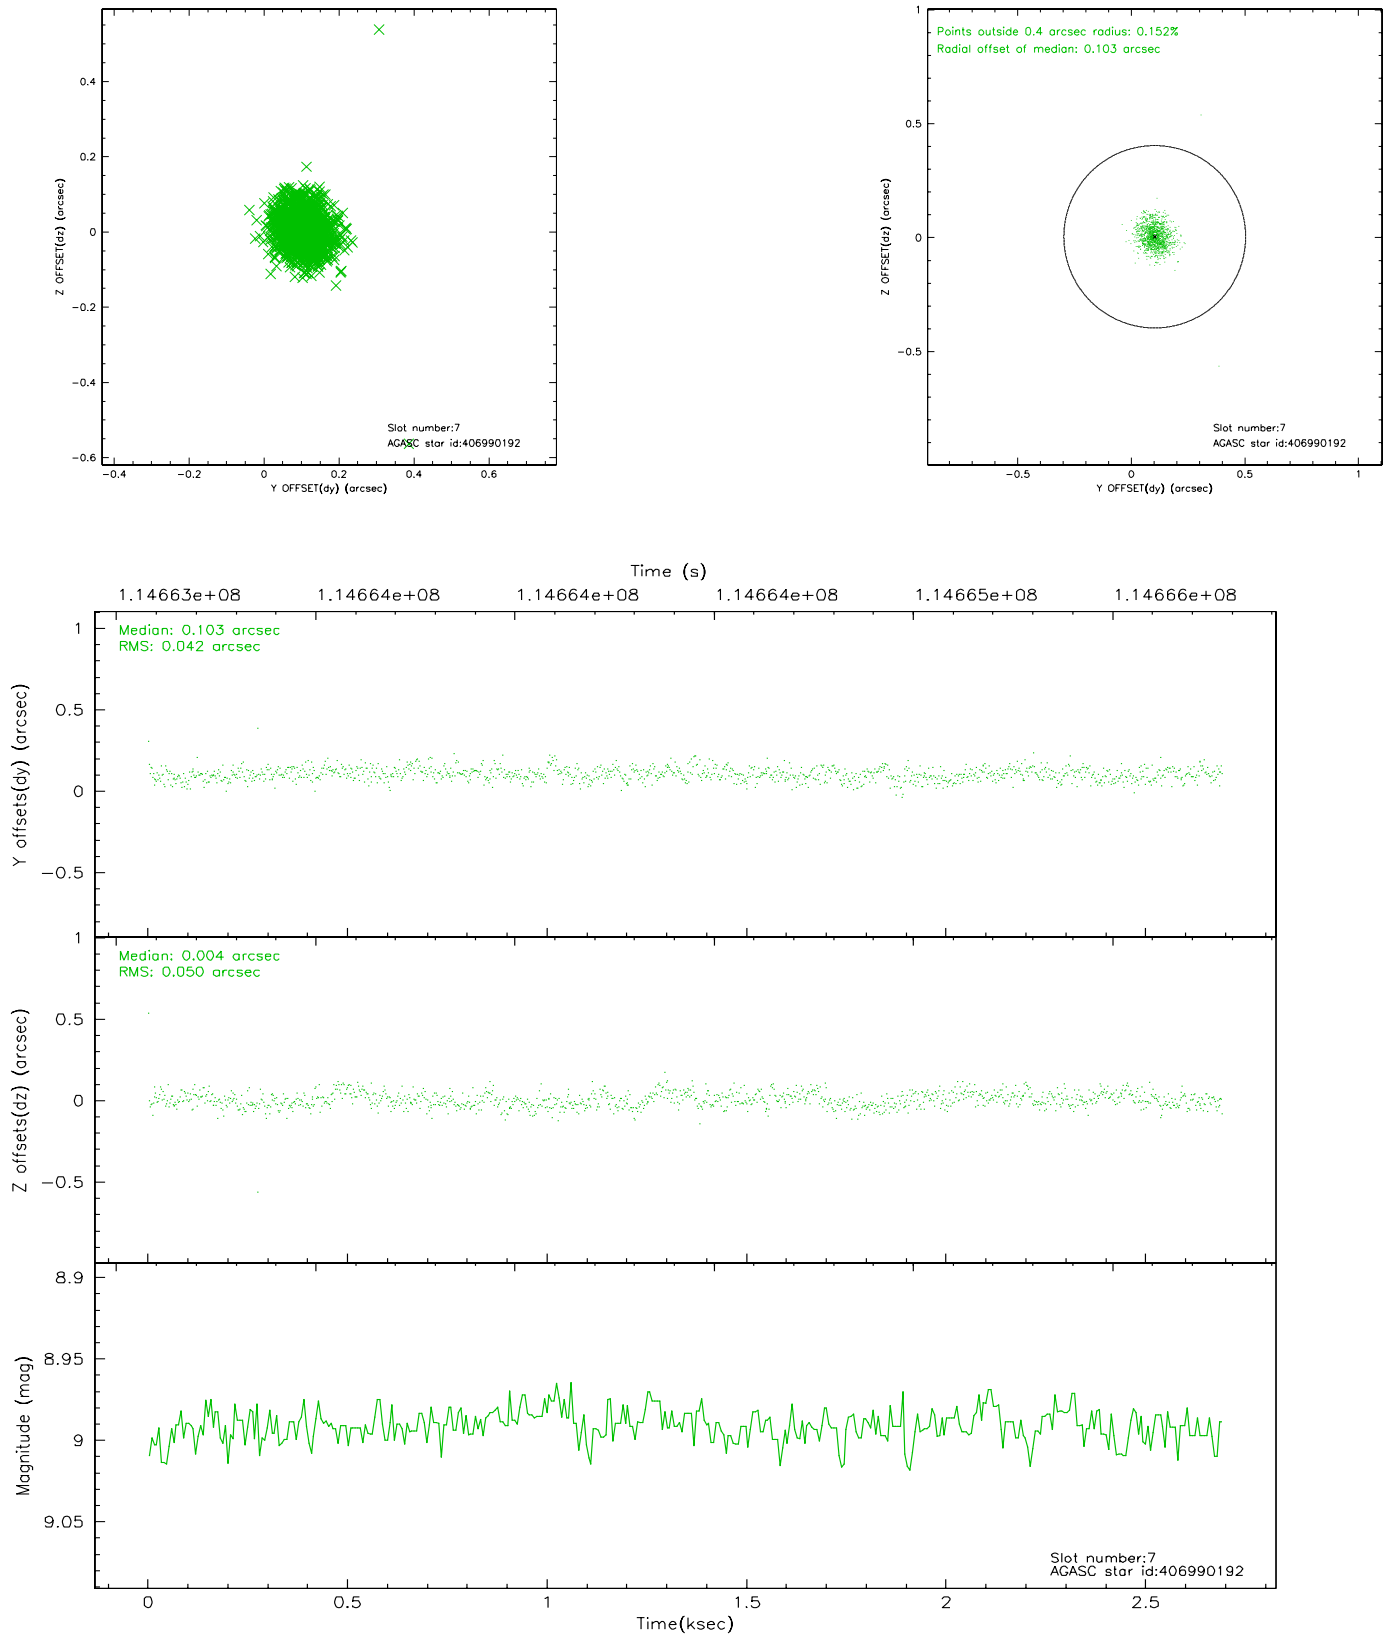 0.4
0.2
0
-0.2
-0.4
-0.6
Z OFFSET(dz) (arcsec)
Slot number:7
AGASC star id:406990192
-0.4 -0.2 0 0.2 0.4 0.6
Y OFFSET(dy) (arcsec)
1
0.5
0
-0.5
Z OFFSET(dz) (arcsec)
Points outside 0.4 arcsec radius: 0.152%
Radial offset of median: 0.103 arcsec
Slot number:7
AGASC star id:406990192
-0.5 0 0.5 1
Y OFFSET(dy) (arcsec)
Time (s)
1.14663e+08 1.14664e+08 1.14664e+08 1.14664e+08 1.14665e+08 1.14666e+08
Median: 0.103 arcsec
RMS: 0.042 arcsec
1
0.5
0
-0.5
Y offsets(dy) (arcsec)
Median: 0.004 arcsec
RMS: 0.050 arcsec
1
0.5
0
-0.5
Z offsets(dz) (arcsec)
8.9
8.95
9
9.05
Magnitude (mag)
Slot number:7
AGASC star id:406990192
0 0.5 1 1.5 2 2.5
Time(ksec)